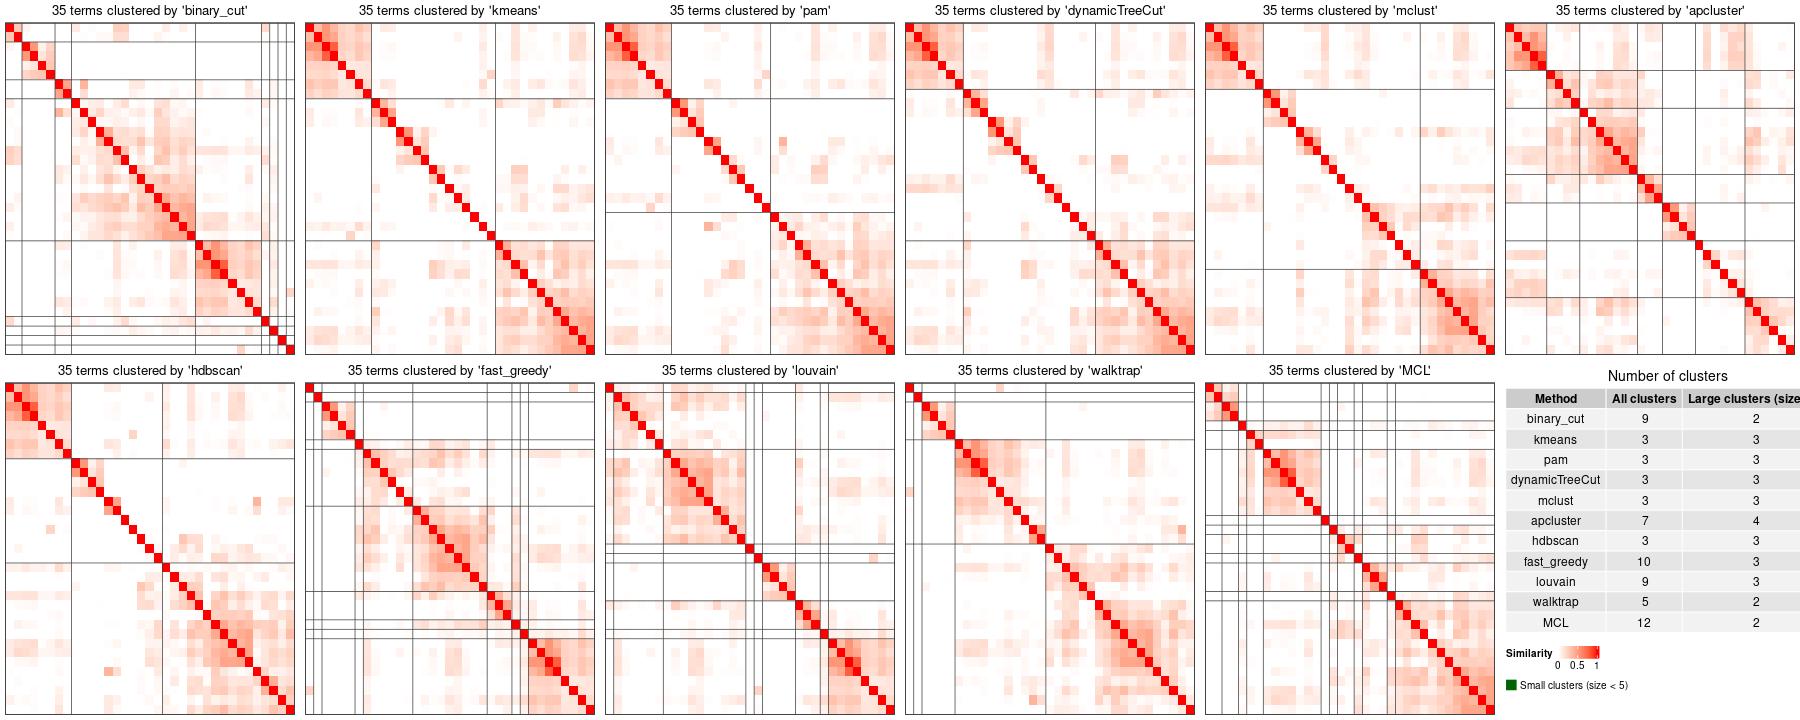 35 terms clustered by 'binary_cut'
35 terms clustered by 'kmeans'
35 terms clustered by 'pam'
35 terms clustered by 'dynamicTreeCut'
35 terms clustered by 'mclust'
35 terms clustered by 'apcluster'
35 terms clustered by 'hdbscan'
35 terms clustered by 'fast_greedy'
35 terms clustered by 'louvain'
35 terms clustered by 'walktrap'
35 terms clustered by 'MCL'
Number of clusters
Method All clusters Large clusters (size
binary_cut 9 2
kmeans 3 3
pam 3 3
dynamicTreeCut 3 3
mclust 3 3
apcluster 7 4
hdbscan 3 3
fast_greedy 10 3
louvain 9 3
walktrap 5 2
MCL 12 2
Similarity
0 0.5 1
Small clusters (size < 5)